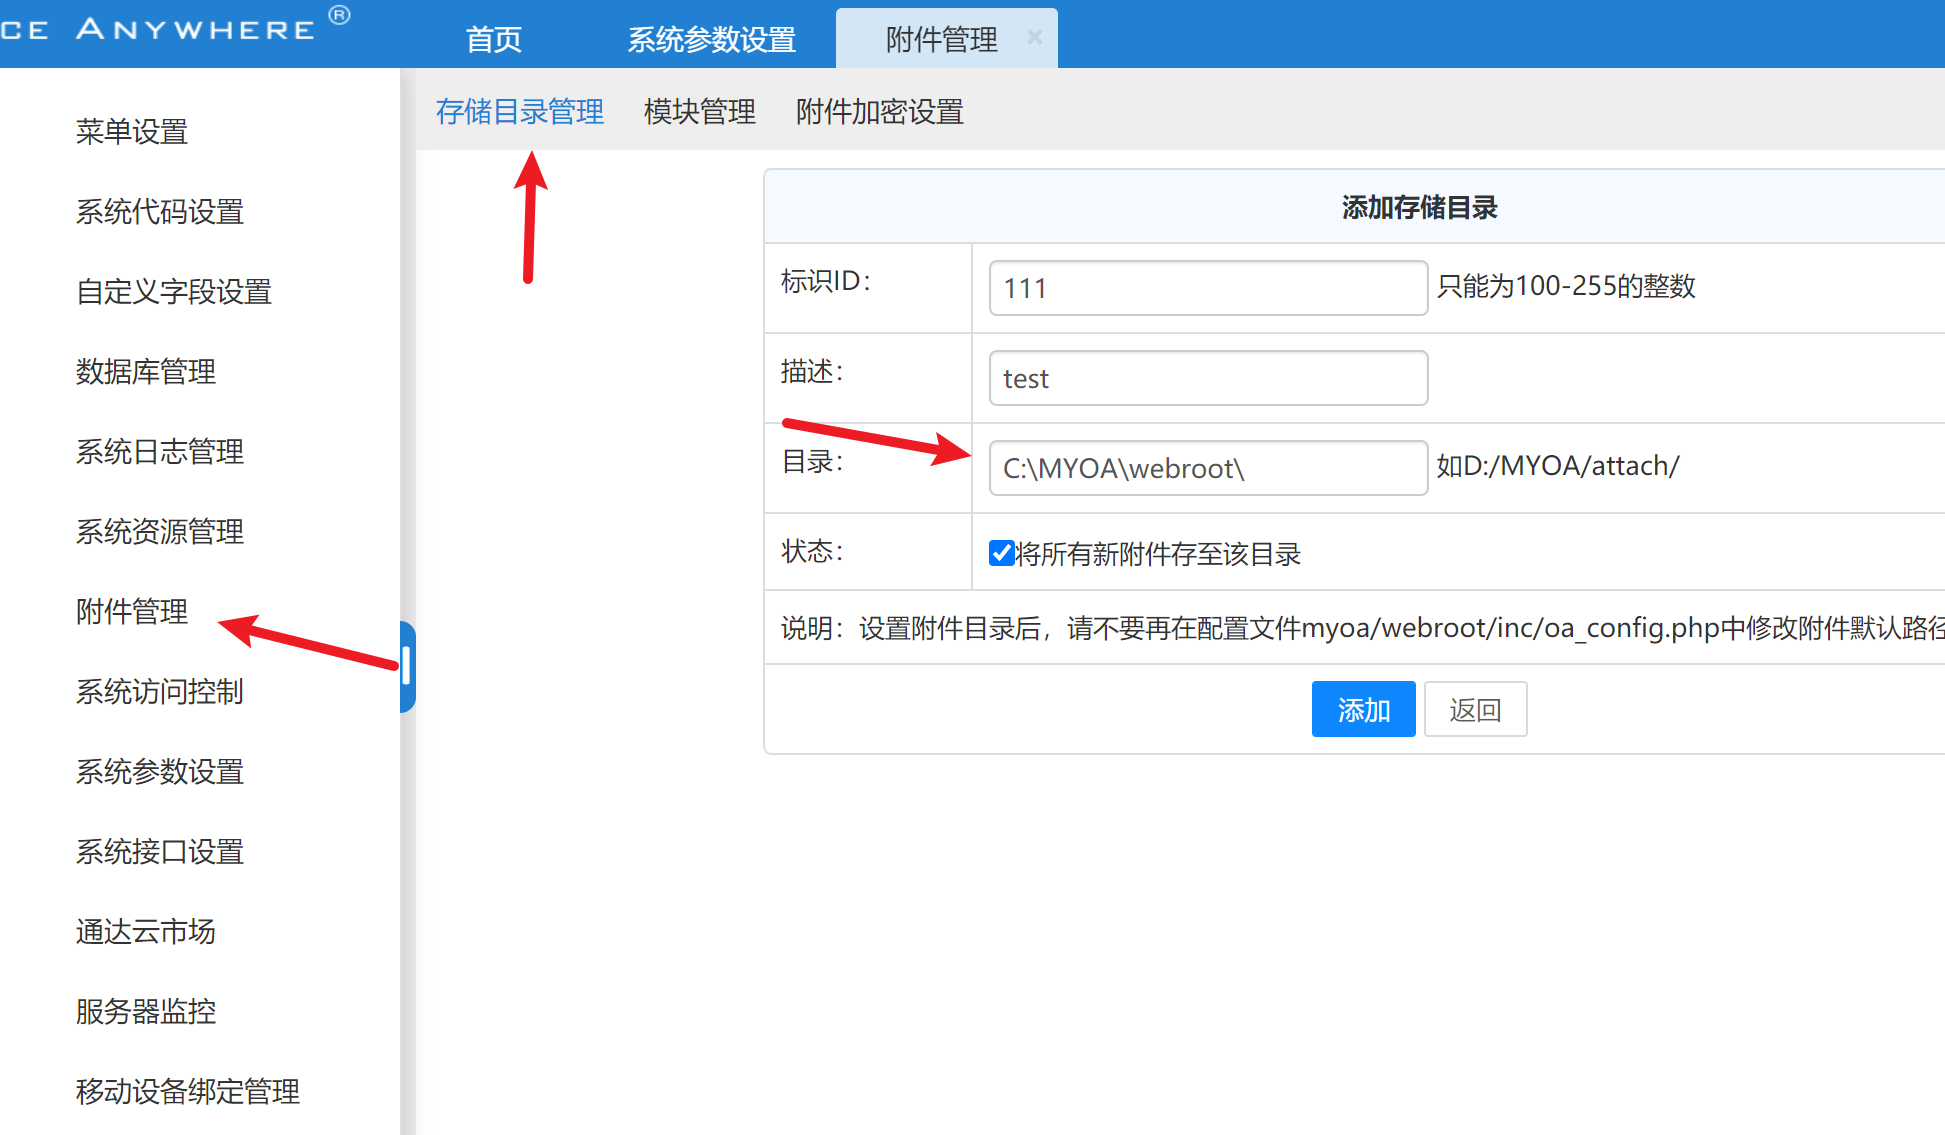 CE ANYWHERE ®
首页
系统参数设置
附件管理 ×
存储目录管理
模块管理
附件加密设置
菜单设置
系统代码设置
自定义字段设置
数据库管理
系统日志管理
系统资源管理
附件管理
系统访问控制
系统参数设置
系统接口设置
通达云市场
服务器监控
移动设备绑定管理
添加存储目录
标识ID： 111 只能为100-255的整数
描述： test
目录： C:\MYOA\webroot\ 如D:/MYOA/attach/
状态： 将所有新附件存至该目录
说明：设置附件目录后，请不要再在配置文件myoa/webroot/inc/oa_config.php中修改附件默认路径
添加 返回